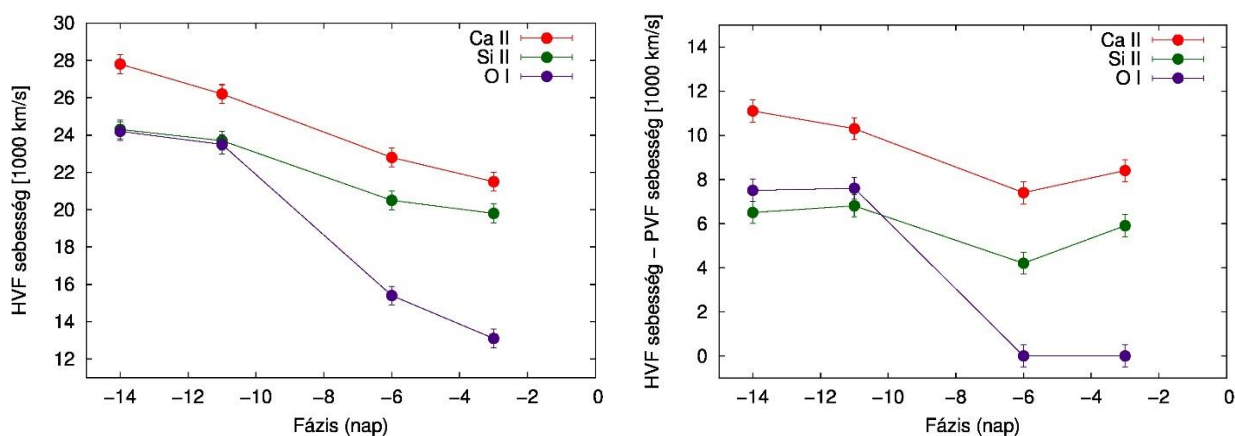 HVF sebesség [1000 km/s]
30
28
26
24
22
20
18
16
14
12
Ca II
Si II
O I
−14 −12 −10 −8 −6 −4 −2 0
Fázis (nap)
HVF sebesség − PVF sebesség [1000 km/s]
14
12
10
8
6
4
2
0
Ca II
Si II
O I
−14 −12 −10 −8 −6 −4 −2 0
Fázis (nap)